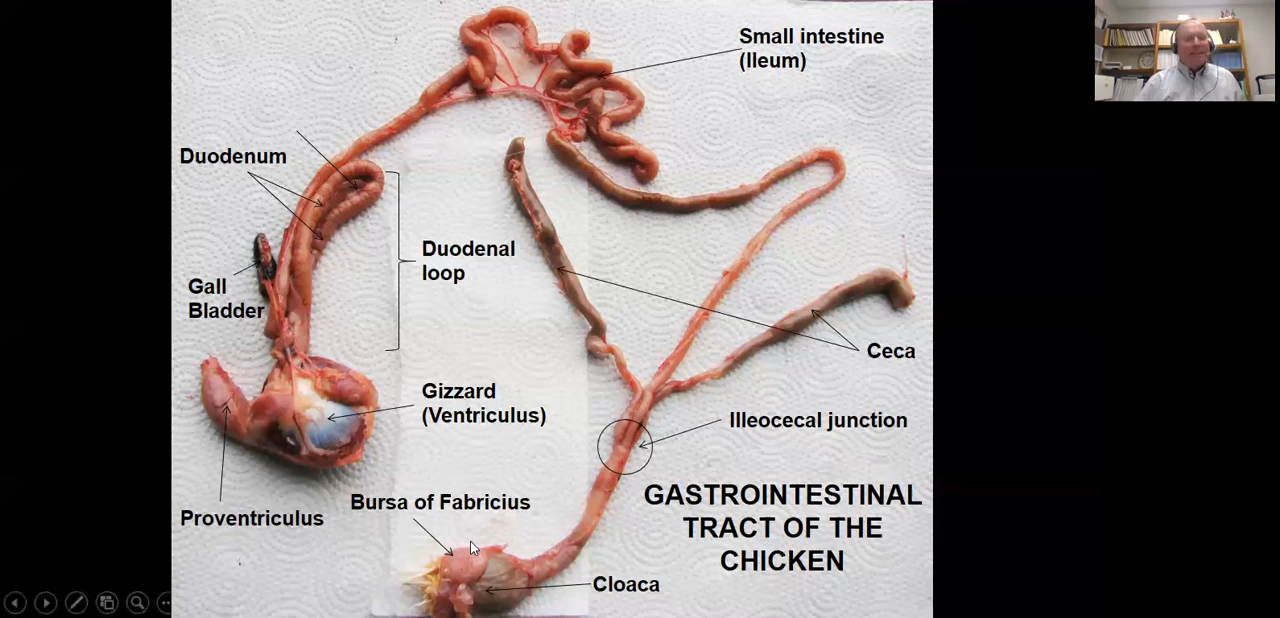 Small intestine
(Ileum)
Duodenum
Duodenal
loop
Gall
Bladder
Ceca
Gizzard
(Ventriculus)
Illeocecal junction
Bursa of Fabricius
Proventriculus
GASTROINTESTINAL
TRACT OF THE
CHICKEN
Cloaca